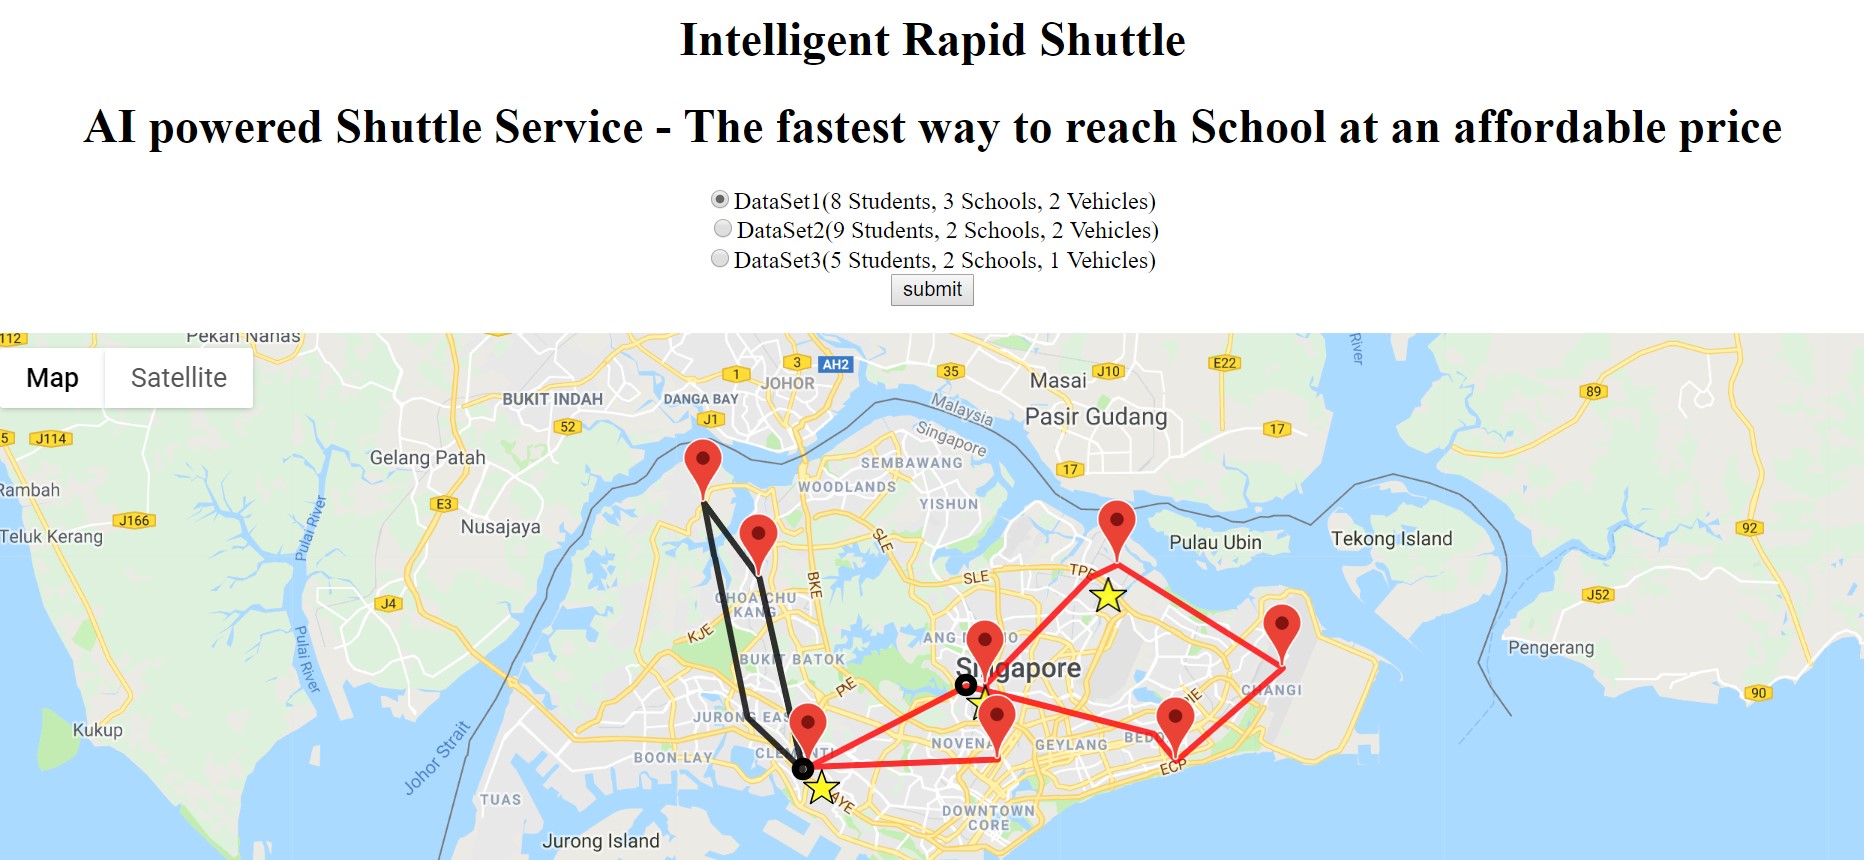 Intelligent Rapid Shuttle
AI powered Shuttle Service - The fastest way to reach School at an affordable price
DataSet1(8 Students, 3 Schools, 2 Vehicles)
DataSet2(9 Students, 2 Schools, 2 Vehicles)
DataSet3(5 Students, 2 Schools, 1 Vehicles)
submit
112
Pekan Nanas
Map
Satellite
1
3
AH2
JOHOR
35
Masai
J10
E22
River
89
BUKIT INDAH
DANGA BAY
J1
Malaysia
Singapore
Pasir Gudang
17
52
5
J114
Gelang Patah
SEMBAWANG
17
Rambah
WOODLANDS
E3
YISHUN
J166
Nusajaya
Pulai River
Teluk Kerang
SLE
Pulau Ubin
Tekong Island
92
BKE
SLE
TPE
J4
CHOA CHU
KANG
J52
KJE
ANG
IO
Pulai River
BUKIT BATOK
Singapore
Pengerang
PIE
PIE
CHANGI
90
Kukup
JURONG EAS
Johor Strait
BOON LAY
CLEMENTI
NOVENA
GEYLANG
BEDO
ECP
TUAS
AYE
DOWNTOWN
CORE
Jurong Island